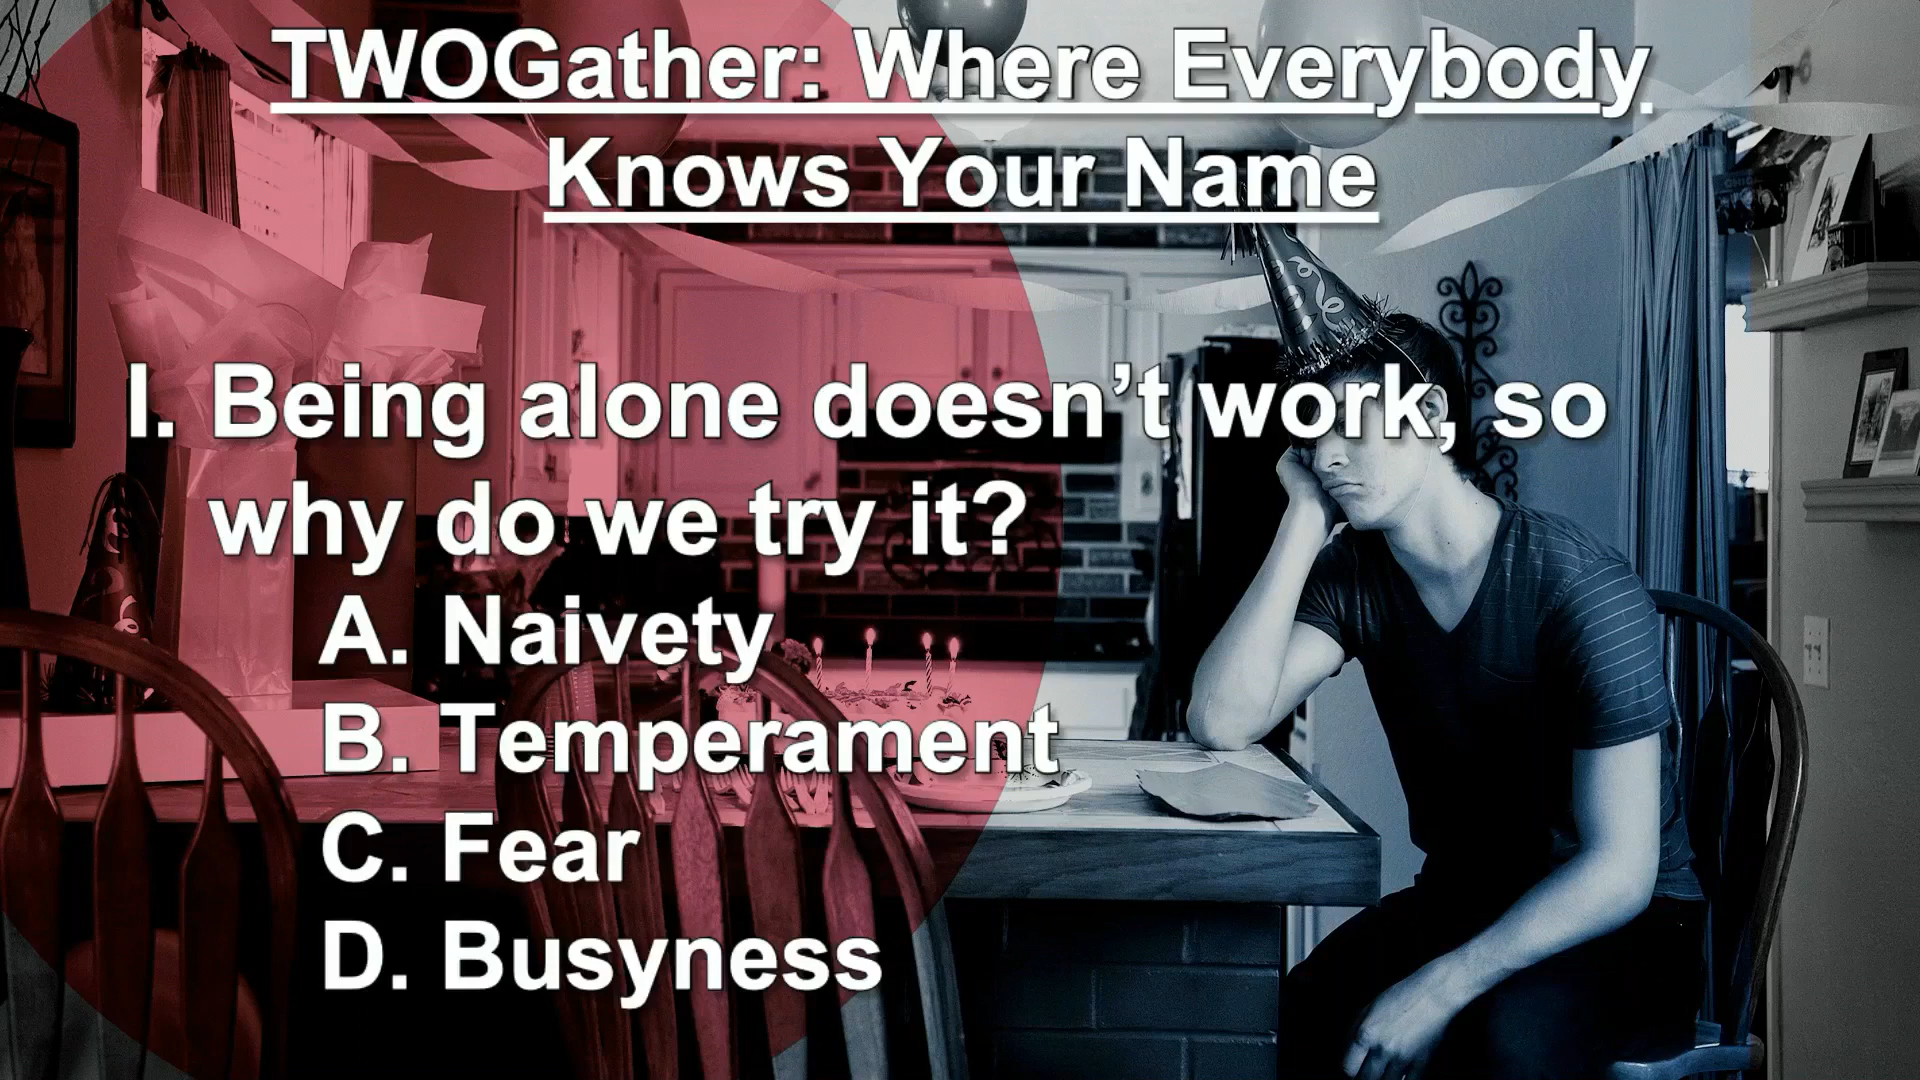 TWOGather: Where Everybody
Knows Your Name
I. Being alone doesn’t work, so
why do we try it?
A. Naivety
B. Temperament
C. Fear
D. Busyness